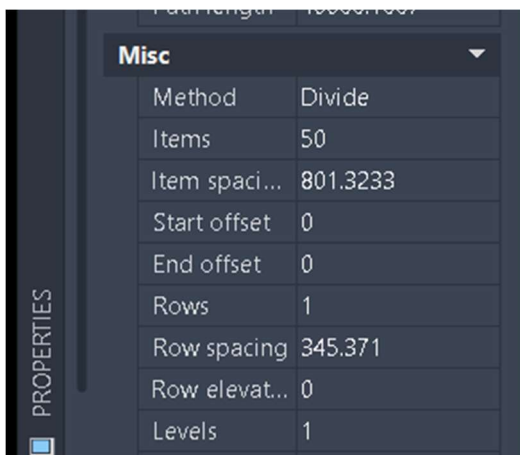 Misc
Method Divide
Items 50
Item spaci... 801.3233
Start offset 0
End offset 0
Rows 1
Row spacing 345.371
Row elevat... 0
Levels 1
PROPERTIES